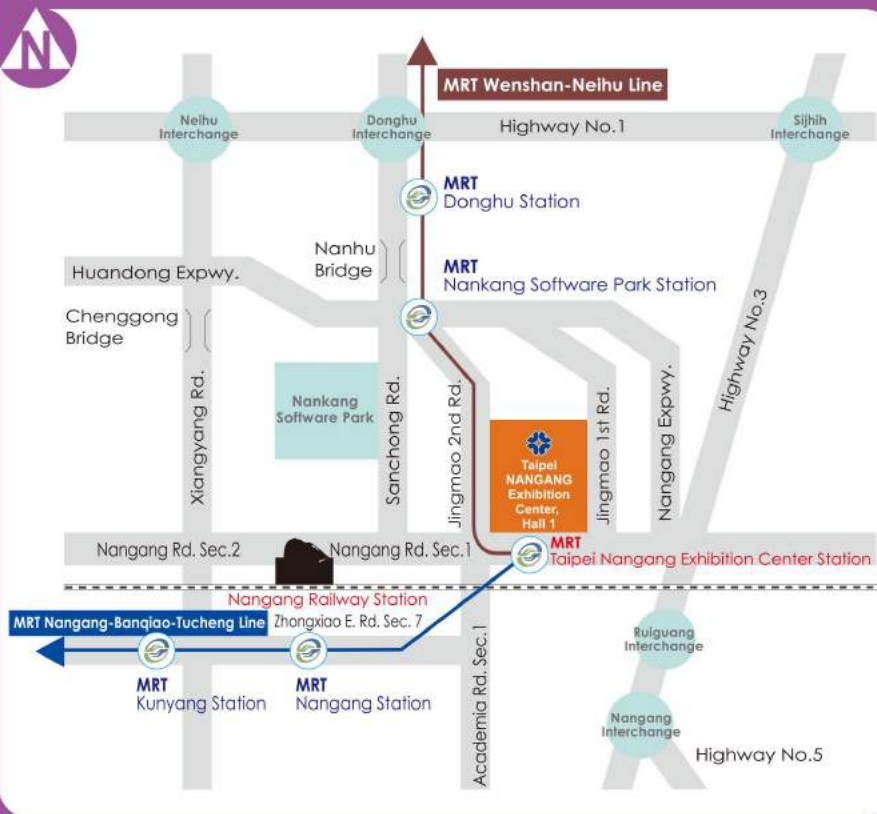 N
MRT Wenshan-Neihu Line
Neihu
Interchange
Donghu
Interchange
Highway No.1
Sijhih
Interchange
MRT
Donghu Station
Nanhu
Bridge
MRT
Nankang Software Park Station
Huandong Expwy.
Chenggong
Bridge
Highway No.3
Xiangyang Rd.
Nankang
Software Park
Sanchong Rd.
Jingmao 2nd Rd.
Taipei
NANGANG
Exhibition
Center,
Hall 1
Jingmao 1st Rd.
Nangang Expwy.
Nangang Rd. Sec.2
Nangang Rd. Sec.1
MRT
Taipei Nangang Exhibition Center Station
Nangang Railway Station
MRT Nangang-Banqiao-Tucheng Line
Zhongxiao E. Rd. Sec. 7
MRT
Kunyang Station
MRT
Nangang Station
Academia Rd. Sec.1
Ruiguang
Interchange
Nangang
Interchange
Highway No.5